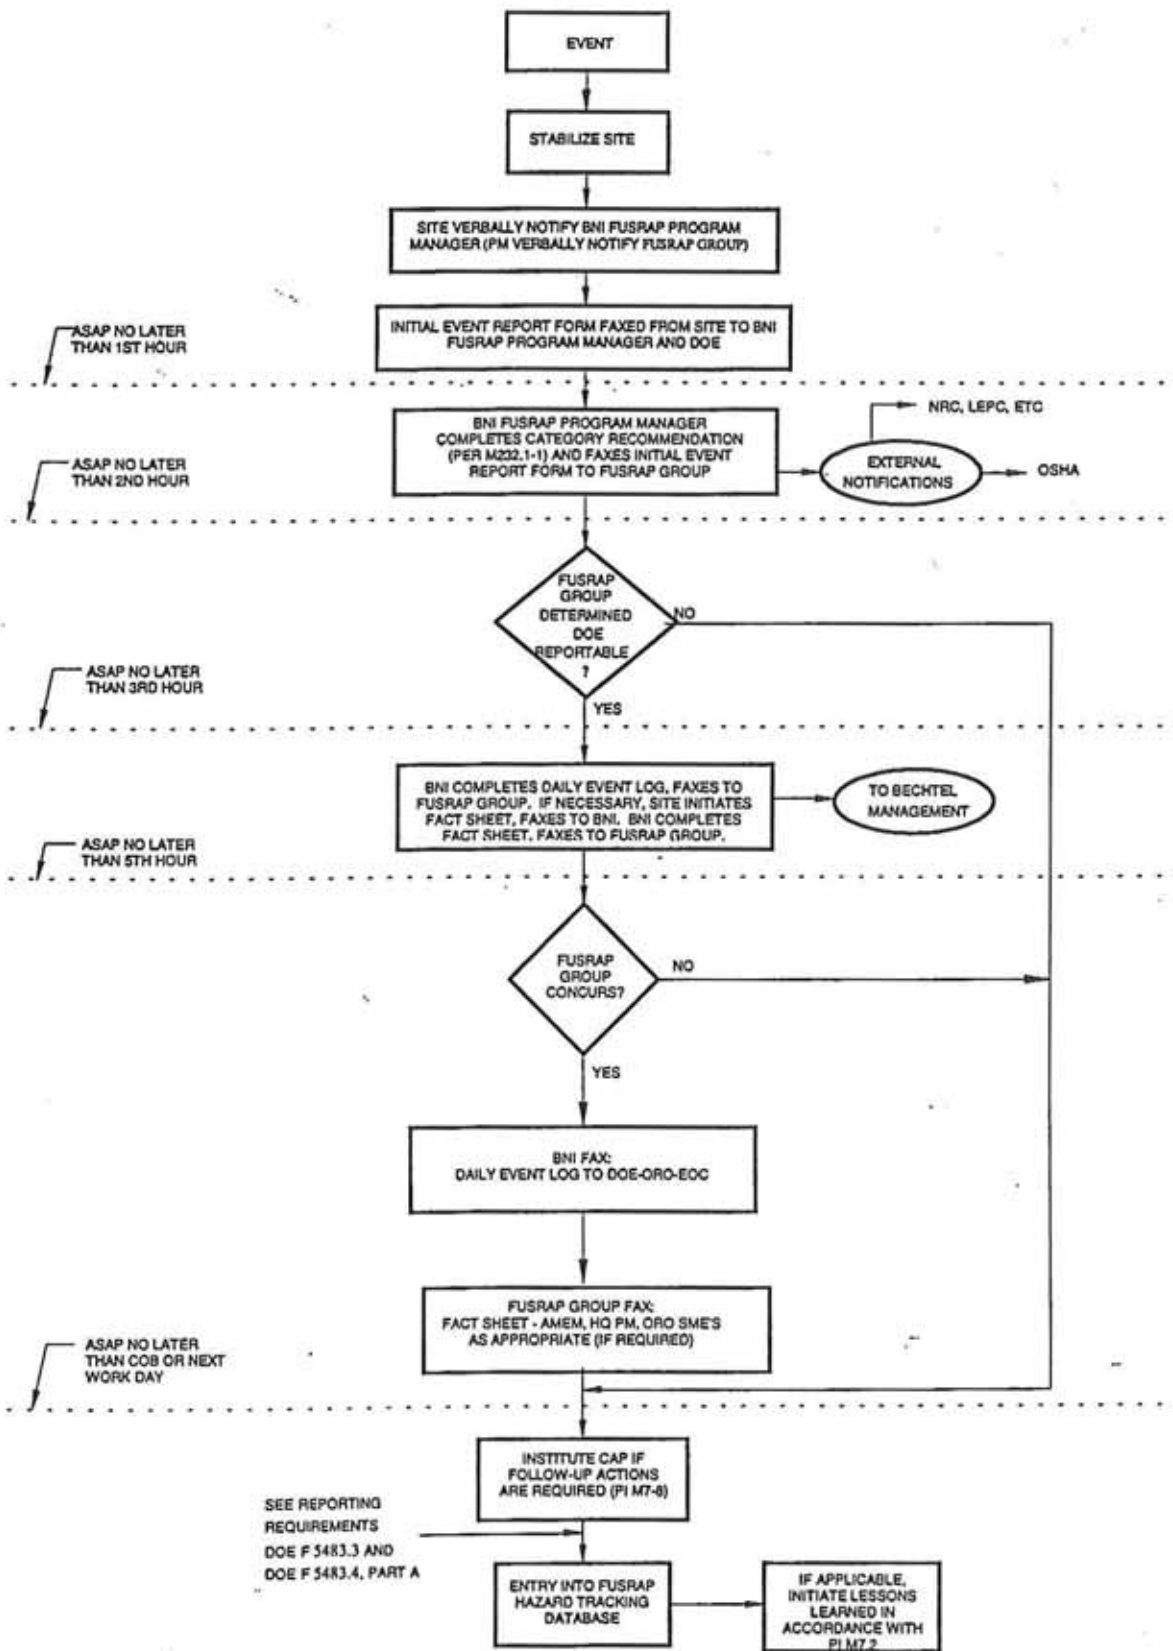 EVENT
STABILIZE SITE
SITE VERBALLY NOTIFY BNI FUSRAP PROGRAM
MANAGER (PM VERBALLY NOTIFY FUSRAP GROUP)
ASAP NO LATER
THAN 1ST HOUR
INITIAL EVENT REPORT FORM FAXED FROM SITE TO BNI
FUSRAP PROGRAM MANAGER AND DOE
BNI FUSRAP PROGRAM MANAGER
COMPLETES CATEGORY RECOMMENDATION
(PER M232.1-1) AND FAXES INITIAL EVENT
REPORT FORM TO FUSRAP GROUP
NRC, LEPC, ETC
EXTERNAL
NOTIFICATIONS
OSHA
ASAP NO LATER
THAN 2ND HOUR
FUSRAP
GROUP
DETERMINED
DOE
REPORTABLE
?
NO
YES
ASAP NO LATER
THAN 3RD HOUR
BNI COMPLETES DAILY EVENT LOG, FAXES TO
FUSRAP GROUP. IF NECESSARY, SITE INITIATES
FACT SHEET, FAXES TO BNI. BNI COMPLETES
FACT SHEET. FAXES TO FUSRAP GROUP.
TO BECHTEL
MANAGEMENT
ASAP NO LATER
THAN 5TH HOUR
FUSRAP
GROUP
CONCURS?
NO
YES
BNI FAX:
DAILY EVENT LOG TO DOE-ORO-EOC
FUSRAP GROUP FAX:
FACT SHEET - AMEM, HQ PM, ORO SME'S
AS APPROPRIATE (IF REQUIRED)
ASAP NO LATER
THAN COB OR NEXT
WORK DAY
INSTITUTE CAP IF
FOLLOW-UP ACTIONS
ARE REQUIRED (PI M7-8)
SEE REPORTING
REQUIREMENTS
DOE F 5483.3 AND
DOE F 5483.4, PART A
ENTRY INTO FUSRAP
HAZARD TRACKING
DATABASE
IF APPLICABLE,
INITIATE LESSONS
LEARNED IN
ACCORDANCE WITH
PI M7.2